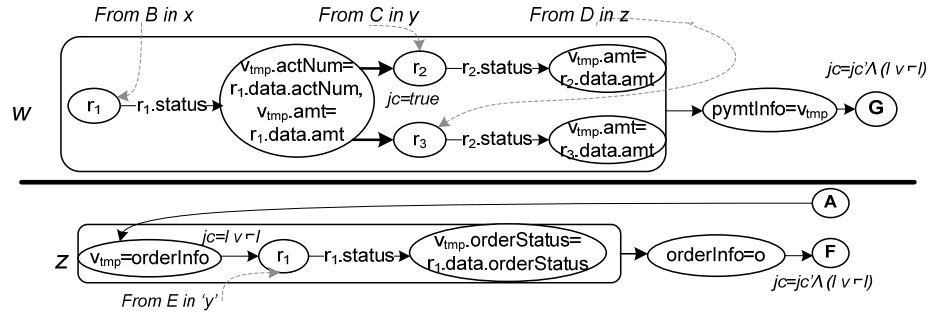 From B in x
From C in y
From D in z
w
r1
r1.status
vtmp.actNum=
r1.data.actNum,
vtmp.amt=
r1.data.amt
r2
jc=true
r2.status
vtmp.amt=
r2.data.amt
r3
r2.status
vtmp.amt=
r3.data.amt
pymtInfo=vtmp
jc=jc'Λ (l v ⌐l)
G
A
z
vtmp=orderInfo
jc=l v ⌐l
r1
r1.status
vtmp.orderStatus=
r1.data.orderStatus
orderInfo=o
F
jc=jc'Λ (l v ⌐l)
From E in 'y'